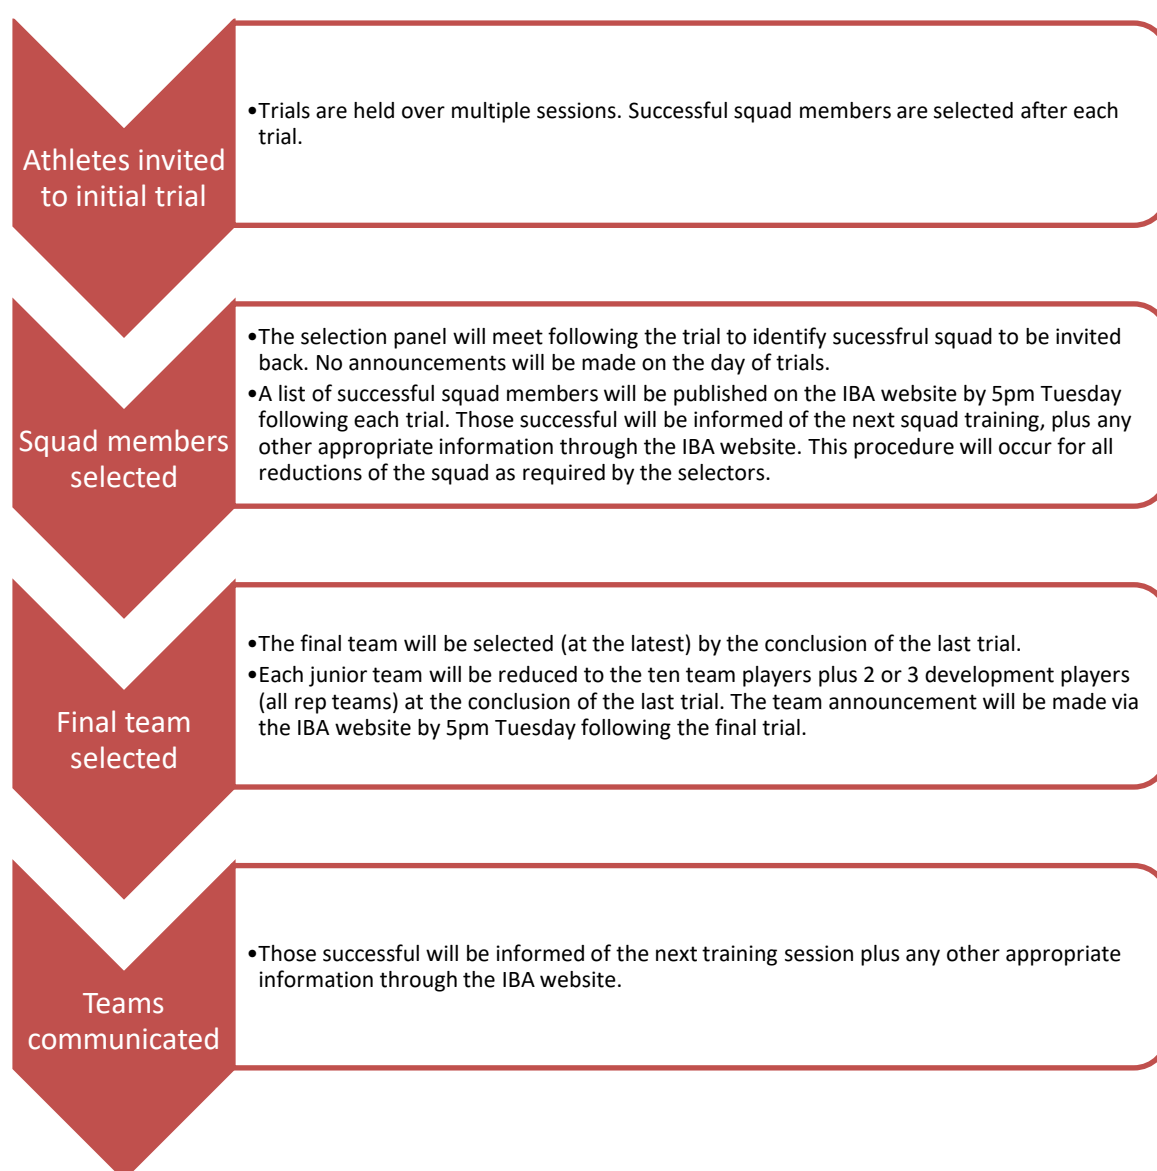 Athletes invited
to initial trial
•Trials are held over multiple sessions. Successful squad members are selected after each
trial.
Squad members
selected
•The selection panel will meet following the trial to identify sucessfrul squad to be invited
back. No announcements will be made on the day of trials.
•A list of successful squad members will be published on the IBA website by 5pm Tuesday
following each trial. Those successful will be informed of the next squad training, plus any
other appropriate information through the IBA website. This procedure will occur for all
reductions of the squad as required by the selectors.
Final team
selected
•The final team will be selected (at the latest) by the conclusion of the last trial.
•Each junior team will be reduced to the ten team players plus 2 or 3 development players
(all rep teams) at the conclusion of the last trial. The team announcement will be made via
the IBA website by 5pm Tuesday following the final trial.
Teams
communicated
•Those successful will be informed of the next training session plus any other appropriate
information through the IBA website.